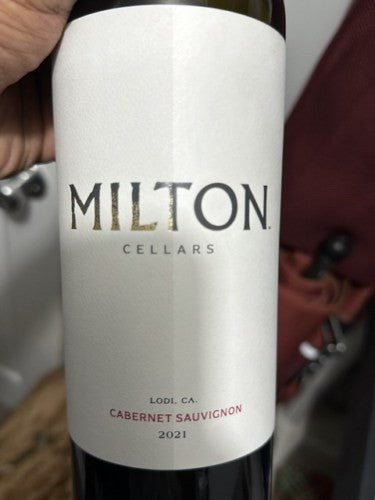 MILTON
CELLARS
LODI, CA.
CABERNET SAUVIGNON
2021